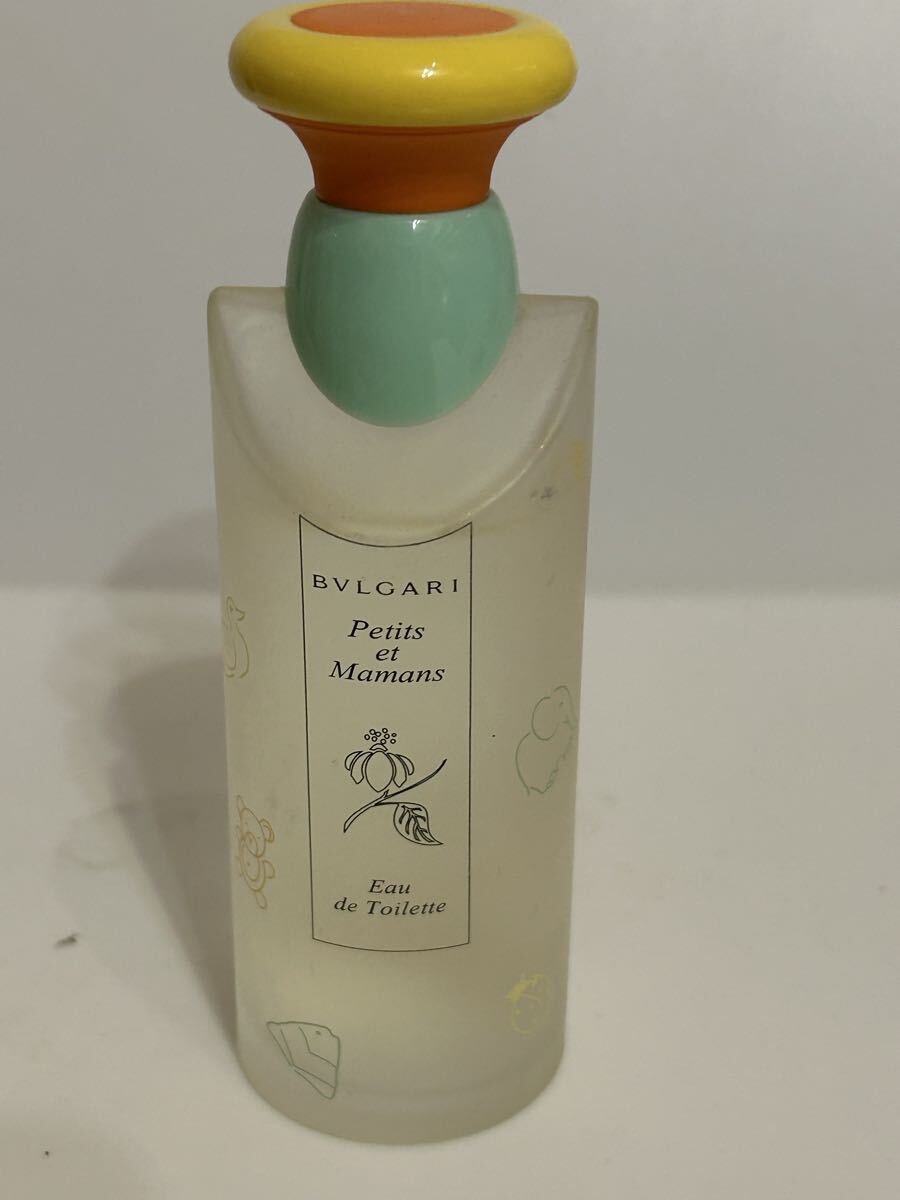 BVLGARI
Petits
et
Mamans
Eau
de Toilette